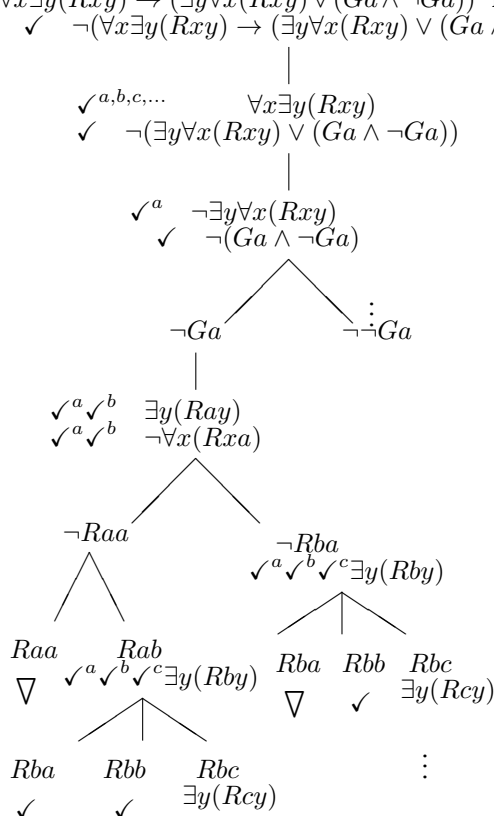 ∀x∃y(Rxy) → (∃y∀x(Rxy) ∨ (Ga ∧ ¬Ga))
✓ ¬(∀x∃y(Rxy) → (∃y∀x(Rxy) ∨ (Ga ∧
✓a,b,c,... ∀x∃y(Rxy)
✓ ¬(∃y∀x(Rxy) ∨ (Ga ∧ ¬Ga))
✓a ¬∃y∀x(Rxy)
✓ ¬(Ga ∧ ¬Ga)
⋮
¬Ga ¬¬Ga
✓a✓b ∃y(Ray)
✓a✓b ¬∀x(Rxa)
¬Raa ¬Rba
✓a✓b✓c∃y(Rby)
Raa Rab Rba Rbb Rbc
▽ ✓a✓b✓c∃y(Rby) ▽ ✓ ∃y(Rcy)
Rba Rbb Rbc ⋮
✓ ✓ ∃y(Rcy)